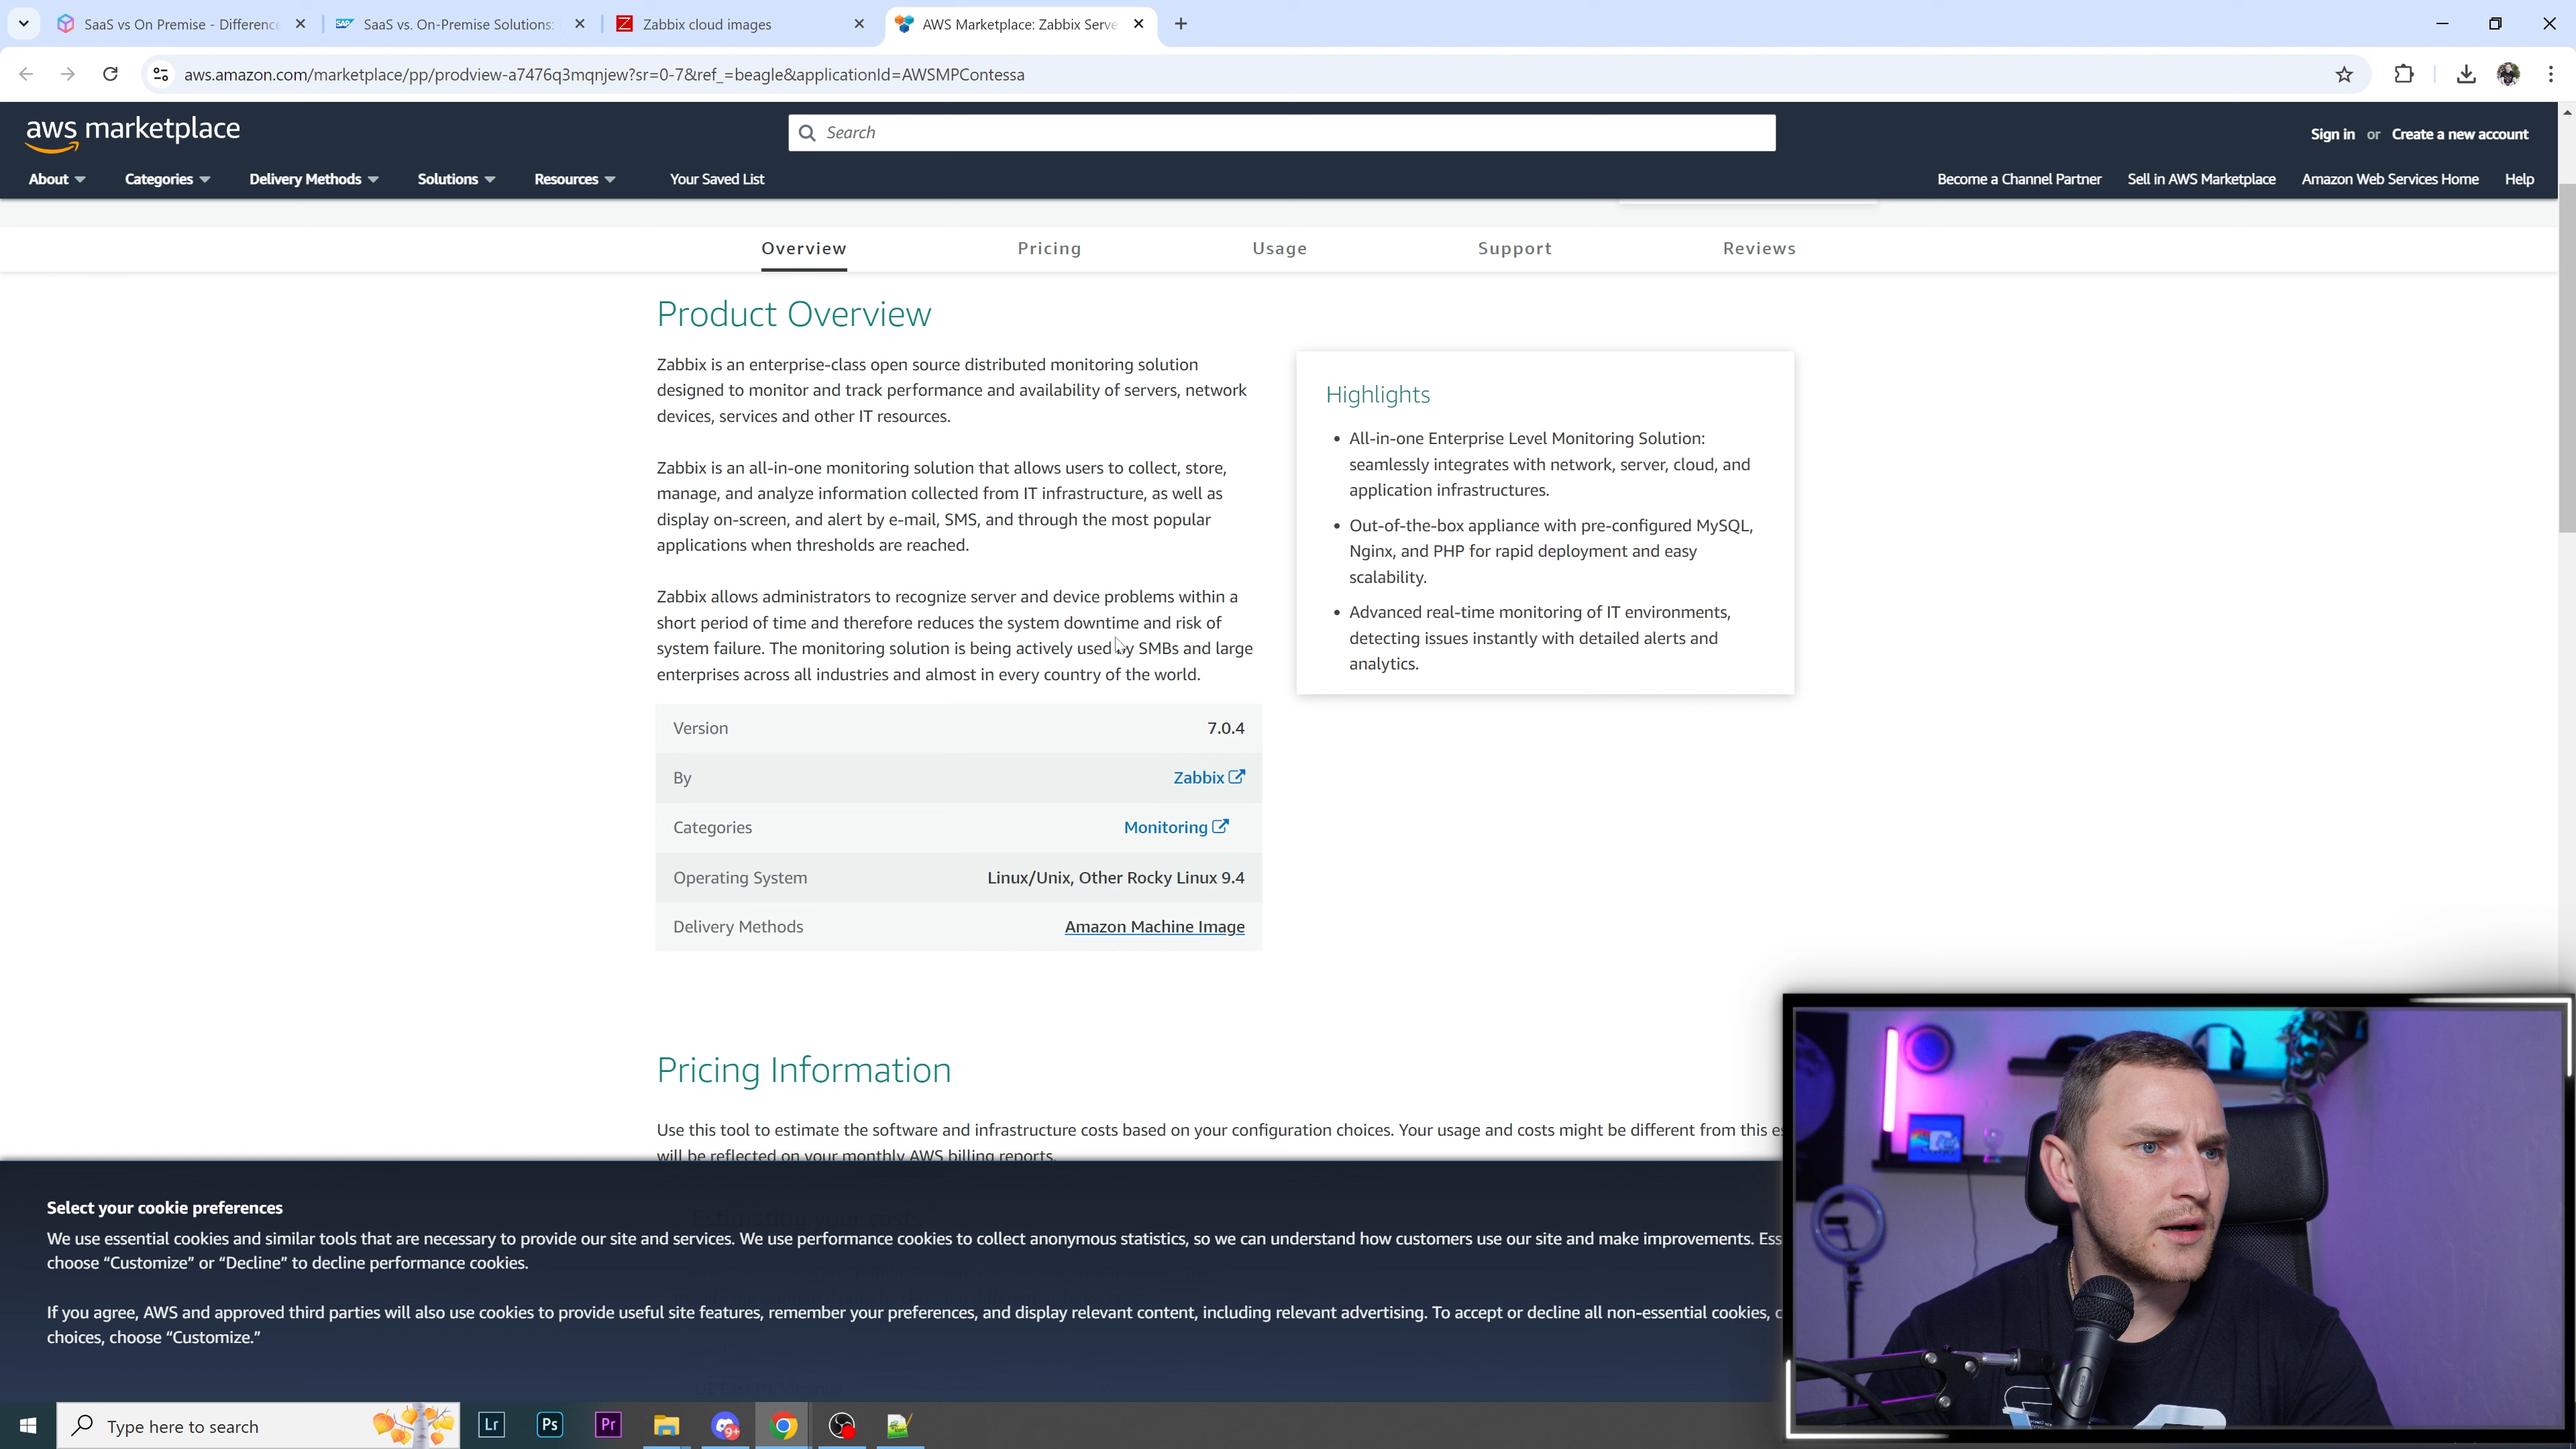 SaaS vs On Premise - Difference
SaaS vs. On-Premise Solutions:
Zabbix cloud images
AWS Marketplace: Zabbix Serve
aws.amazon.com/marketplace/pp/prodview-a7476q3mqnjew?sr=0-7&ref_=beagle&applicationId=AWSMPContessa
aws marketplace
Search
Sign in or Create a new account
About
Categories
Delivery Methods
Solutions
Resources
Your Saved List
Become a Channel Partner
Sell in AWS Marketplace
Amazon Web Services Home
Help
Overview
Pricing
Usage
Support
Reviews
Product Overview
Zabbix is an enterprise-class open source distributed monitoring solution
designed to monitor and track performance and availability of servers, network
devices, services and other IT resources.
Zabbix is an all-in-one monitoring solution that allows users to collect, store,
manage, and analyze information collected from IT infrastructure, as well as
display on-screen, and alert by e-mail, SMS, and through the most popular
applications when thresholds are reached.
Zabbix allows administrators to recognize server and device problems within a
short period of time and therefore reduces the system downtime and risk of
system failure. The monitoring solution is being actively used by SMBs and large
enterprises across all industries and almost in every country of the world.
Highlights
• All-in-one Enterprise Level Monitoring Solution:
seamlessly integrates with network, server, cloud, and
application infrastructures.
• Out-of-the-box appliance with pre-configured MySQL,
Nginx, and PHP for rapid deployment and easy
scalability.
• Advanced real-time monitoring of IT environments,
detecting issues instantly with detailed alerts and
analytics.
Version 7.0.4
By Zabbix
Categories Monitoring
Operating System Linux/Unix, Other Rocky Linux 9.4
Delivery Methods Amazon Machine Image
Pricing Information
Use this tool to estimate the software and infrastructure costs based on your configuration choices. Your usage and costs might be different from this es
will be reflected on your monthly AWS billing reports.
Estimating your costs
Select your cookie preferences
We use essential cookies and similar tools that are necessary to provide our site and services. We use performance cookies to collect anonymous statistics, so we can understand how customers use our site and make improvements. Ess
choose “Customize” or “Decline” to decline performance cookies.
If you agree, AWS and approved third parties will also use cookies to provide useful site features, remember your preferences, and display relevant content, including relevant advertising. To accept or decline all non-essential cookies, c
choices, choose “Customize.”
Type here to search
Lr
Ps
Pr
9+